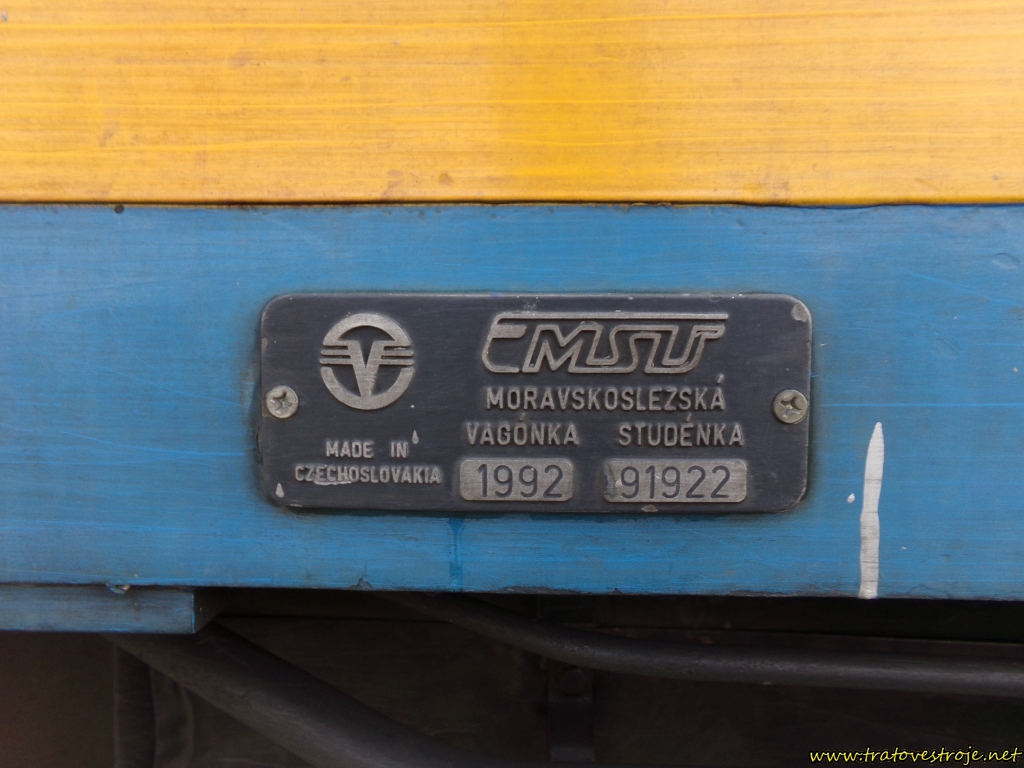 MSV
MORAVSKOSLEZSKÁ
VAGÓNKA STUDÉNKA
MADE IN
CZECHOSLOVAKIA
1992 91922
www.tratovestroje.net